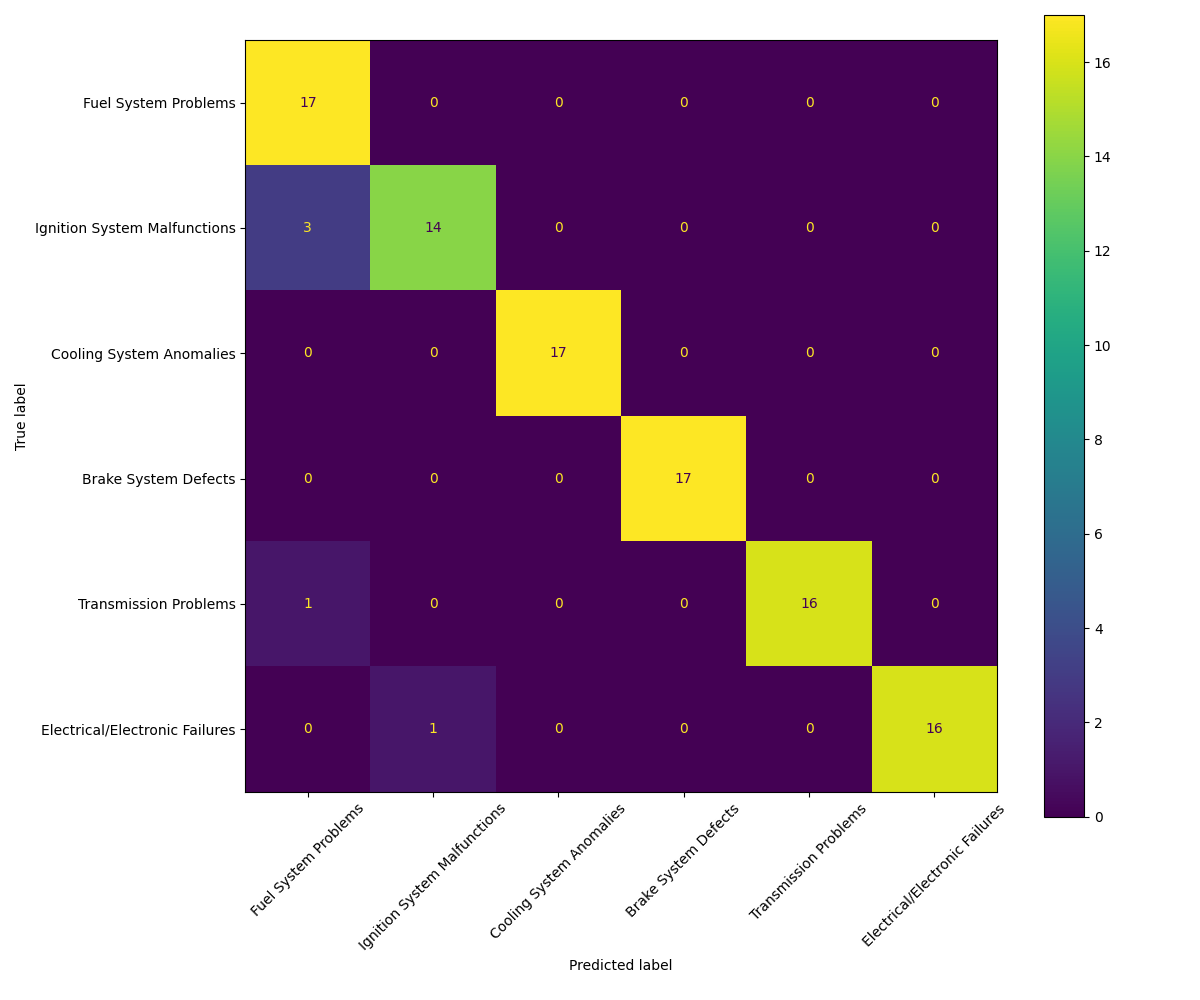 Fuel System Problems 17 0 0 0 0 0
Ignition System Malfunctions 3 14 0 0 0 0
Cooling System Anomalies 0 0 17 0 0 0
Brake System Defects 0 0 0 17 0 0
Transmission Problems 1 0 0 0 16 0
Electrical/Electronic Failures 0 1 0 0 0 16
True label
Fuel System Problems
Ignition System Malfunctions
Cooling System Anomalies
Brake System Defects
Transmission Problems
Electrical/Electronic Failures
Predicted label
16
14
12
10
8
6
4
2
0